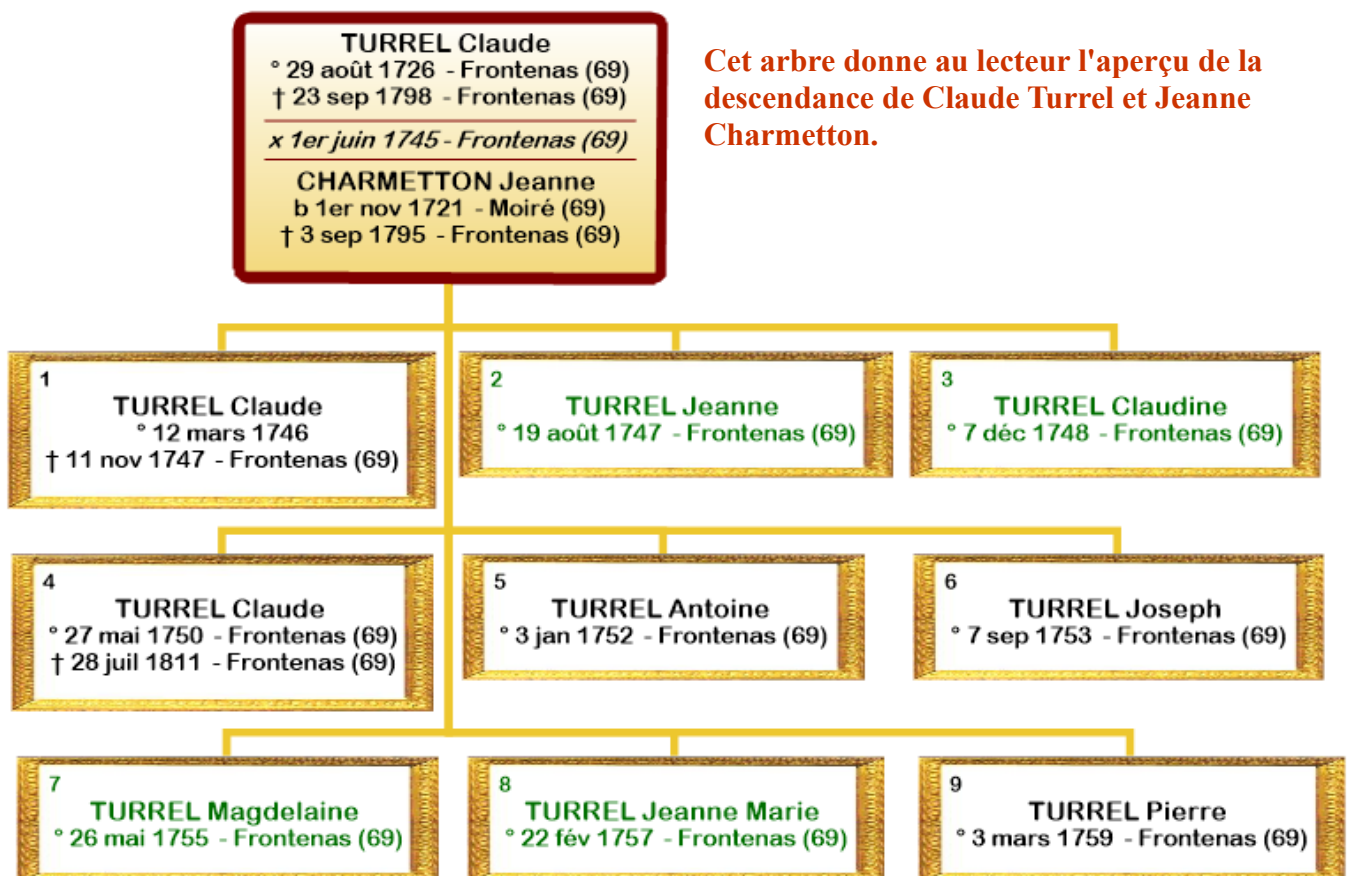 TURREL Claude
° 29 août 1726 - Frontenas (69)
† 23 sep 1798 - Frontenas (69)
x 1er juin 1745 - Frontenas (69)
CHARMETTON Jeanne
b 1er nov 1721 - Moiré (69)
† 3 sep 1795 - Frontenas (69)
Cet arbre donne au lecteur l'aperçu de la
descendance de Claude Turrel et Jeanne
Charmetton.
1
TURREL Claude
° 12 mars 1746
† 11 nov 1747 - Frontenas (69)
2
TURREL Jeanne
° 19 août 1747 - Frontenas (69)
3
TURREL Claudine
° 7 déc 1748 - Frontenas (69)
4
TURREL Claude
° 27 mai 1750 - Frontenas (69)
† 28 juil 1811 - Frontenas (69)
5
TURREL Antoine
° 3 jan 1752 - Frontenas (69)
6
TURREL Joseph
° 7 sep 1753 - Frontenas (69)
7
TURREL Magdelaine
° 26 mai 1755 - Frontenas (69)
8
TURREL Jeanne Marie
° 22 fév 1757 - Frontenas (69)
9
TURREL Pierre
° 3 mars 1759 - Frontenas (69)